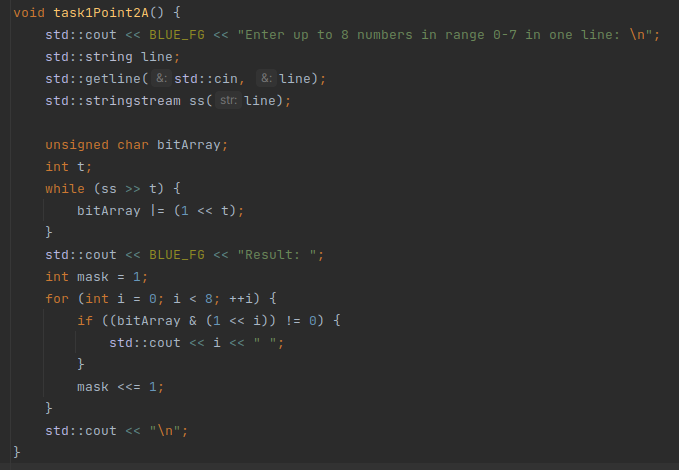 void task1Point2A() {
    std::cout << BLUE_FG << "Enter up to 8 numbers in range 0-7 in one line: \n";
    std::string line;
    std::getline( &: std::cin,  &: line);
    std::stringstream ss( str: line);

    unsigned char bitArray;
    int t;
    while (ss >> t) {
        bitArray |= (1 << t);
    }
    std::cout << BLUE_FG << "Result: ";
    int mask = 1;
    for (int i = 0; i < 8; ++i) {
        if ((bitArray & (1 << i)) != 0) {
            std::cout << i << " ";
        }
        mask <<= 1;
    }
    std::cout << "\n";
}